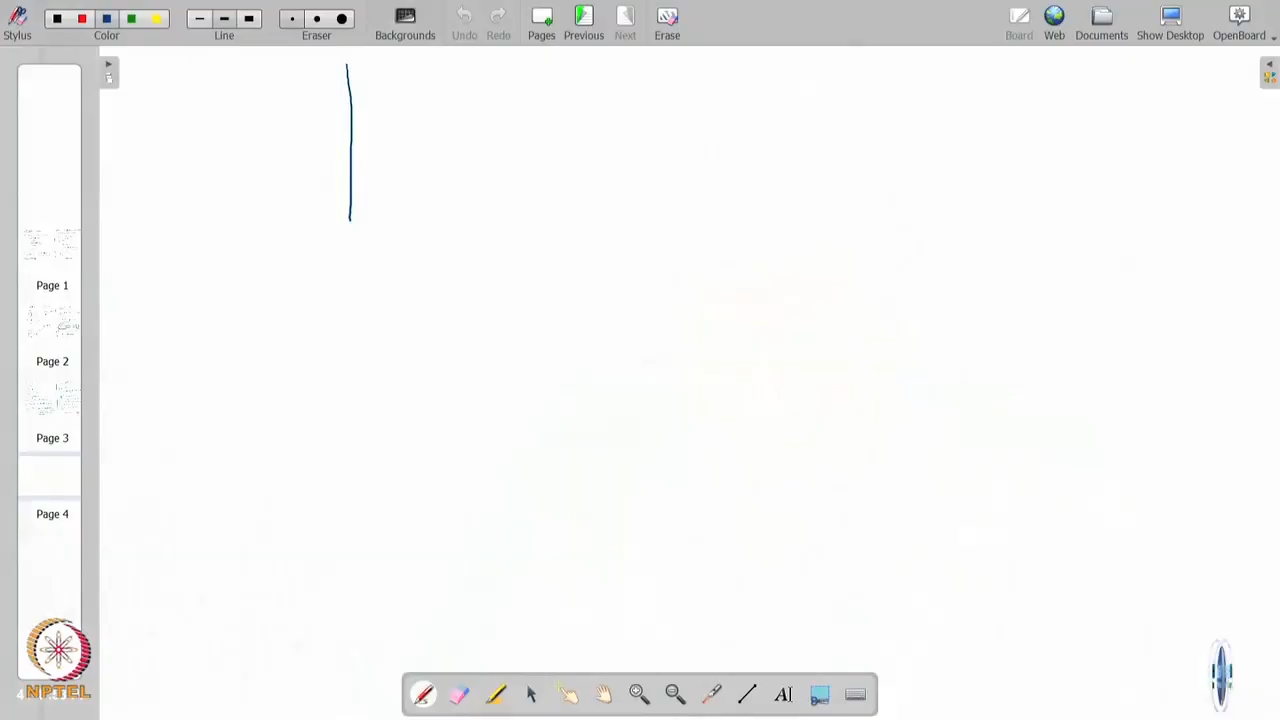 Stylus
Color
Line
Eraser
Backgrounds
Undo
Redo
Pages
Previous
Next
Erase
Board
Web
Documents
Show Desktop
OpenBoard
Page 1
Page 2
Page 3
Page 4
NPTEL
AI